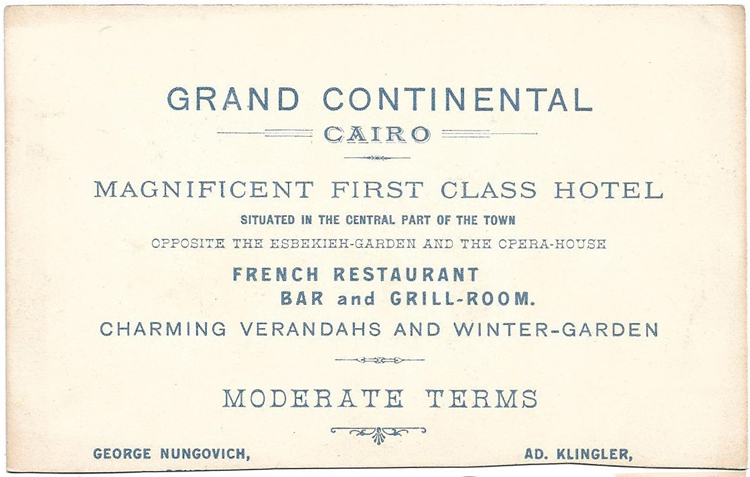 GRAND CONTINENTAL
CAIRO
MAGNIFICENT FIRST CLASS HOTEL
SITUATED IN THE CENTRAL PART OF THE TOWN
OPPOSITE THE ESBEKIEH-GARDEN AND THE OPERA-HOUSE
FRENCH RESTAURANT
BAR and GRILL-ROOM.
CHARMING VERANDAHS AND WINTER-GARDEN
MODERATE TERMS
GEORGE NUNGOVICH, AD. KLINGLER,